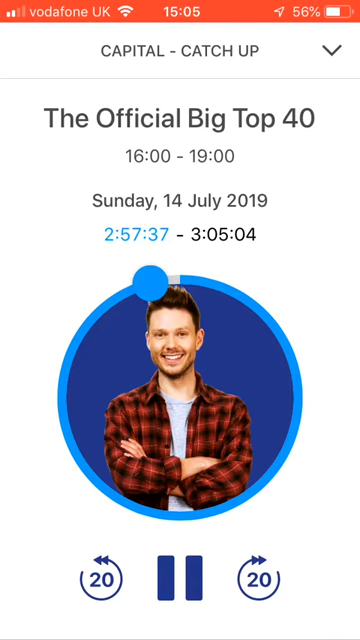 vodafone UK 15:05 56%
CAPITAL - CATCH UP
The Official Big Top 40
16:00 - 19:00
Sunday, 14 July 2019
2:57:37 - 3:05:04
20 20